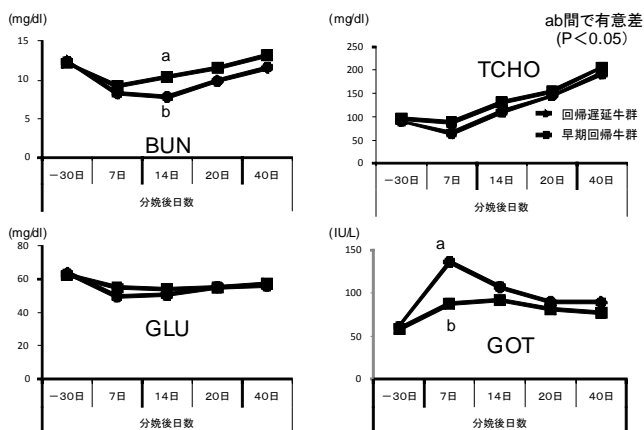 (mg/dl)
15
10
5
0
a
b
BUN
－30日 7日 14日 20日 40日
分娩後日数
(mg/dl)
ab間で有意差
(P＜0.05)
250
200
150
100
50
0
TCHO
回帰遅延牛群
早期回帰牛群
－30日 7日 14日 20日 40日
分娩後日数
(mg/dl)
80
60
40
20
0
GLU
－30日 7日 14日 20日 40日
分娩後日数
(IU/L)
150
100
50
0
a
b
GOT
－30日 7日 14日 20日 40日
分娩後日数